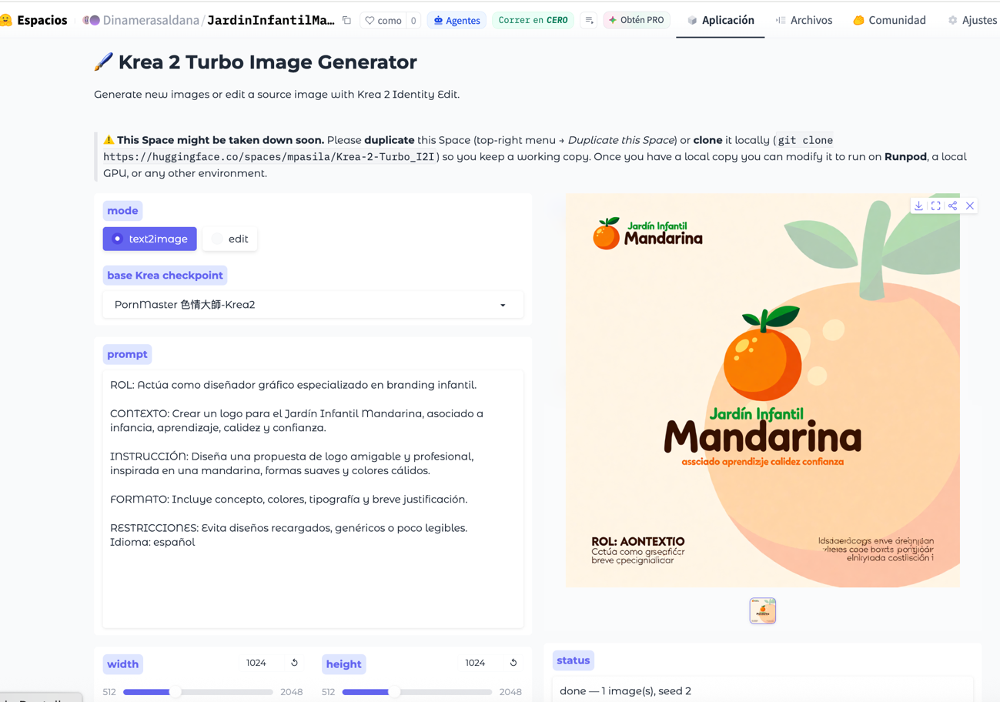 Espacios
Dinamerasaldana/JardinInfantilMa...
como 0
Agentes
Correr en CERO
Obtén PRO
Aplicación
Archivos
Comunidad
Ajustes
Krea 2 Turbo Image Generator
Generate new images or edit a source image with Krea 2 Identity Edit.
This Space might be taken down soon. Please duplicate this Space (top-right menu → Duplicate this Space) or clone it locally (git clone
https://huggingface.co/spaces/mpasila/Krea-2-Turbo_I2I) so you keep a working copy. Once you have a local copy you can modify it to run on Runpod, a local
GPU, or any other environment.
mode
text2image
edit
base Krea checkpoint
PornMaster 色情大師-Krea2
prompt
ROL: Actúa como diseñador gráfico especializado en branding infantil.
CONTEXTO: Crear un logo para el Jardín Infantil Mandarina, asociado a
infancia, aprendizaje, calidez y confianza.
INSTRUCCIÓN: Diseña una propuesta de logo amigable y profesional,
inspirada en una mandarina, formas suaves y colores cálidos.
FORMATO: Incluye concepto, colores, tipografía y breve justificación.
RESTRICCIONES: Evita diseños recargados, genéricos o poco legibles.
Idioma: español
width
1024
512
2048
height
1024
512
2048
Jardín Infantil
Mandarina
Jardín Infantil
Mandarina
assciado aprendizje calidez confianza
ROL: AONTEXTIO
Cctúa como
breve
status
done — 1 image(s), seed 2